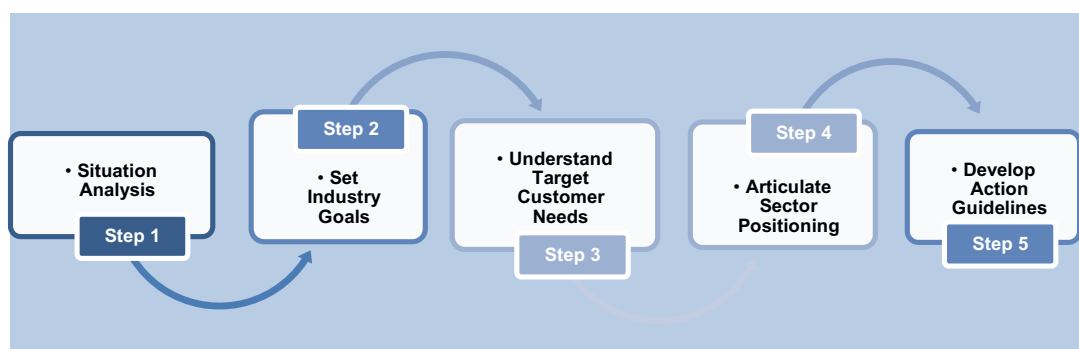 • Situation
Analysis
Step 1
Step 2
• Set
Industry
Goals
• Understand
Target
Customer
Needs
Step 3
Step 4
• Articulate
Sector
Positioning
• Develop
Action
Guidelines
Step 5